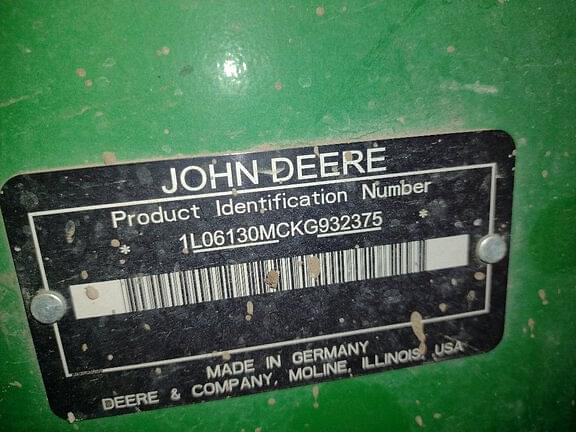 JOHN DEERE
Product Identification Number
* 1L06130MCKG932375 *
MADE IN GERMANY
DEERE & COMPANY, MOLINE, ILLINOIS, USA